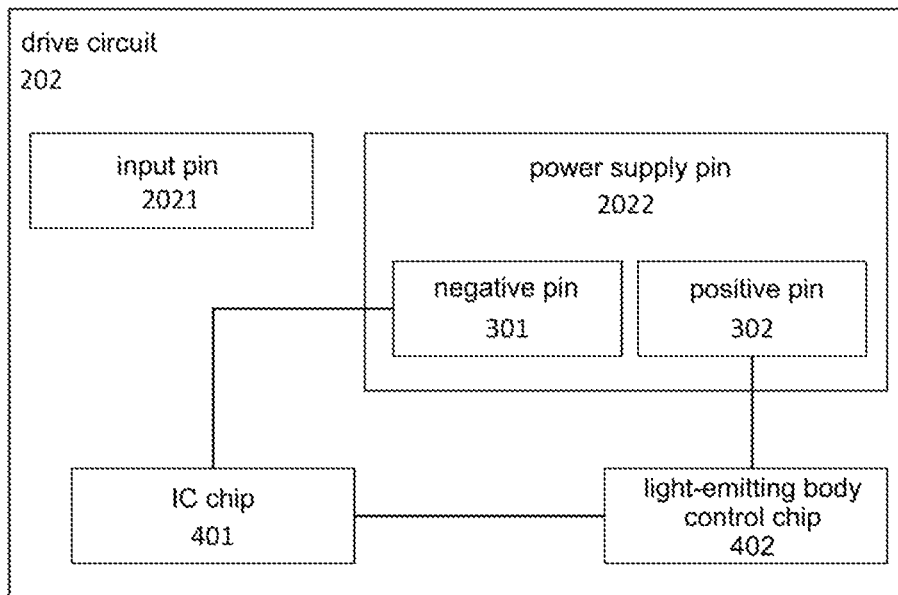 drive circuit
202
input pin
2021
power supply pin
2022
negative pin
301
positive pin
302
IC chip
401
light-emitting body
control chip
402